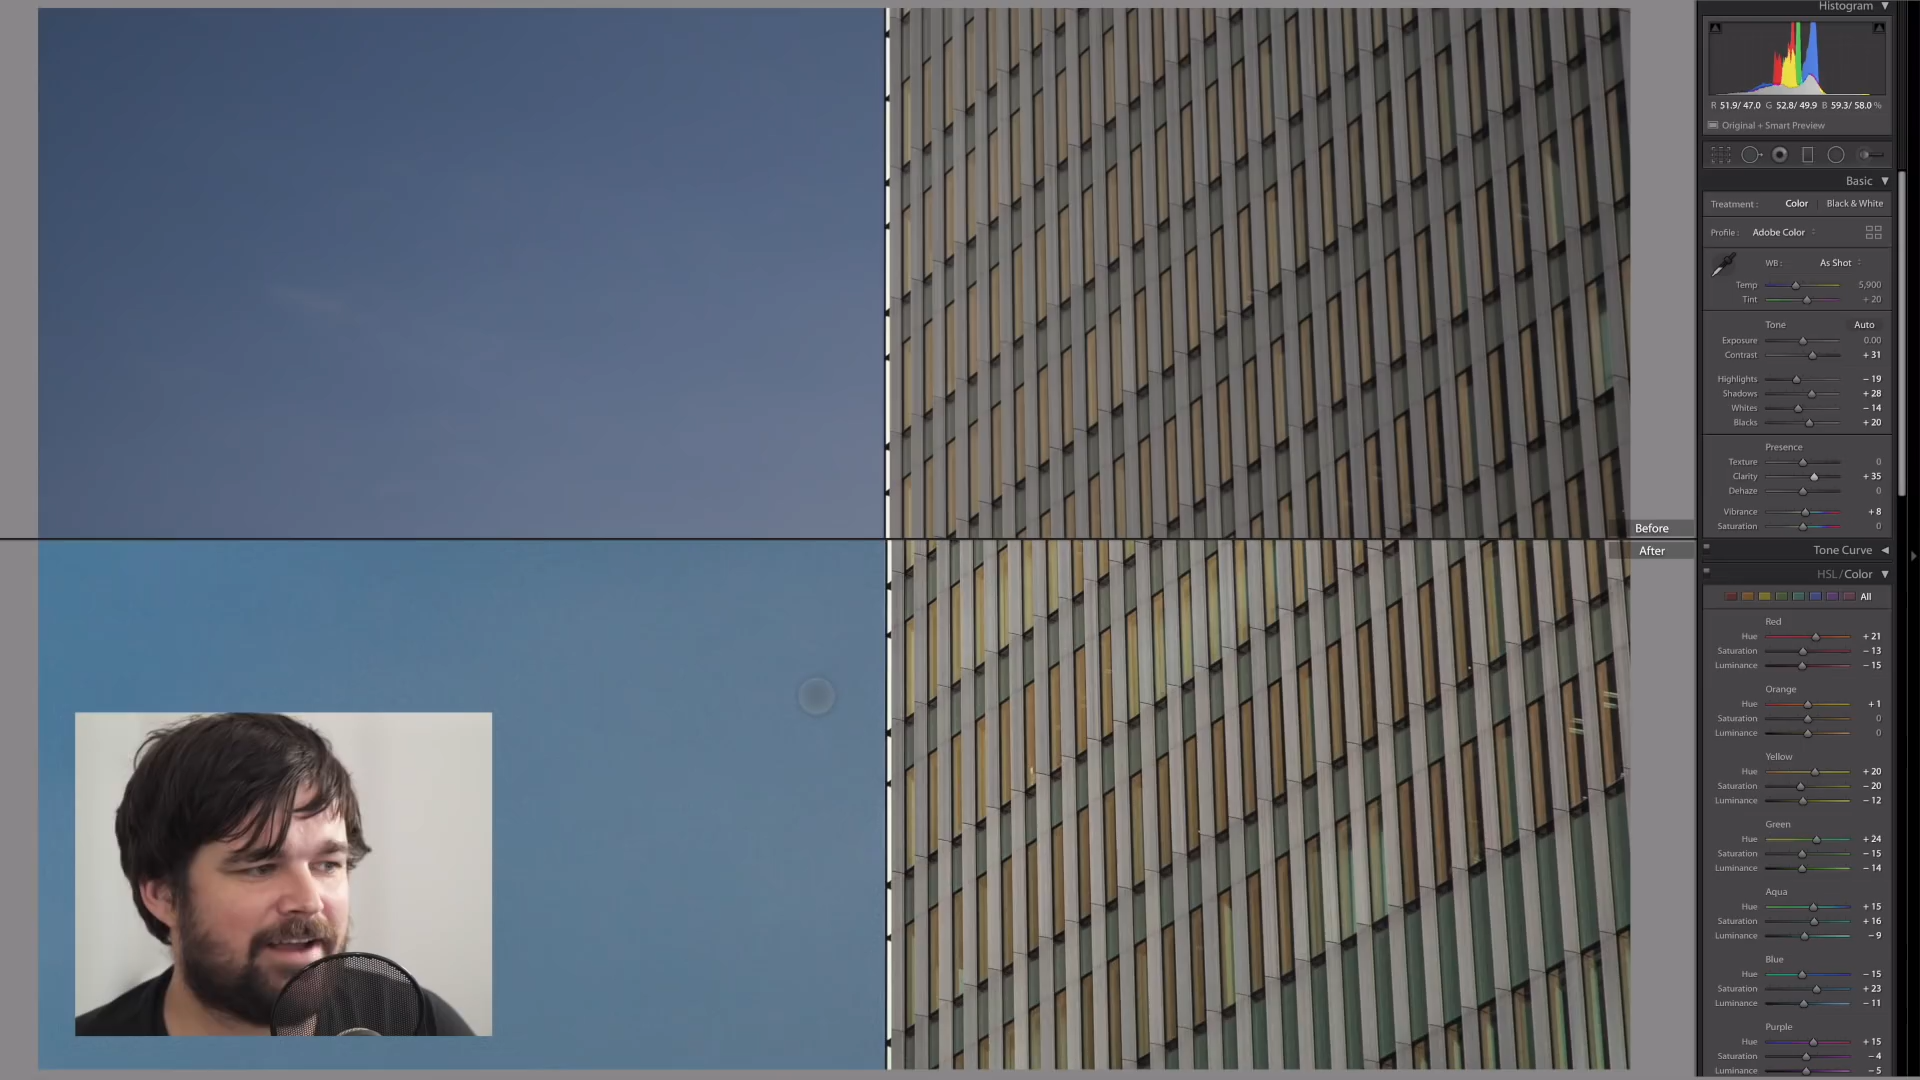 Histogram
R 51.9/ 47.0 G 52.8/ 49.9 B 59.3/ 58.0 %
Original + Smart Preview
Basic
Treatment : Color Black & White
Profile : Adobe Color
WB : As Shot
Temp 5,900
Tint + 20
Tone Auto
Exposure 0.00
Contrast + 31
Highlights − 19
Shadows + 28
Whites − 14
Blacks + 20
Presence
Texture 0
Clarity + 35
Dehaze 0
Vibrance + 8
Saturation 0
Before
After
Tone Curve
HSL / Color
All
Red
Hue + 21
Saturation − 13
Luminance − 15
Orange
Hue + 1
Saturation 0
Luminance 0
Yellow
Hue + 20
Saturation − 20
Luminance − 12
Green
Hue + 24
Saturation − 15
Luminance − 14
Aqua
Hue + 15
Saturation + 16
Luminance − 9
Blue
Hue − 15
Saturation + 23
Luminance − 11
Purple
Hue + 15
Saturation − 4
Luminance − 5